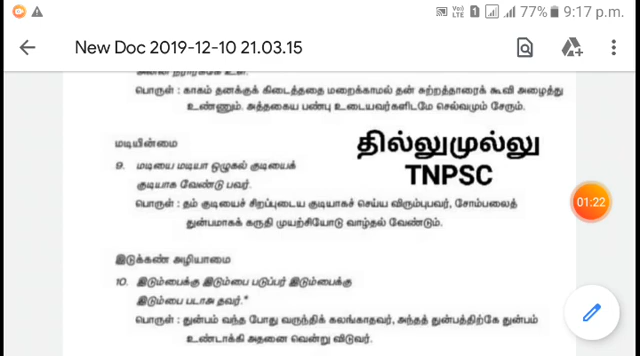 77% 9:17 p.m.
New Doc 2019-12-10 21.03.15
பொருள் : காகம் தனக்குக் கிடைத்ததை மறைக்காமல் தன் சுற்றத்தாரைக் கூவி அழைத்து
உண்ணும். அத்தகைய பண்பு உடையவர்களிடமே செல்வமும் சேரும்.
மடியின்மை
தில்லுமுல்லு
TNPSC
9. மடியை மடியா ஒழுகல் குடியைக்
குடியாக வேண்டு பவர்.
01:22
பொருள் : தம் குடியைச் சிறப்புடைய குடியாகச் செய்ய விரும்புபவர், சோம்பலைத்
துன்பமாகக் கருதி முயற்சியோடு வாழ்தல் வேண்டும்.
இடுக்கண் அழியாமை
10. இடும்பைக்கு இடும்பை படுப்பர் இடும்பைக்கு
இடும்பை படாஅ தவர்.*
பொருள் : துன்பம் வந்த போது வருந்திக் கலங்காதவர், அந்தத் துன்பத்திற்கே துன்பம்
உண்டாக்கி அதனை வென்று விடுவர்.